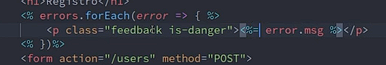 <h1>Registro</h1>
<% errors.forEach(error => { %>
<p class="feedback is-danger"><%= error.msg %></p>
<% })%>
<form action="/users" method="POST">